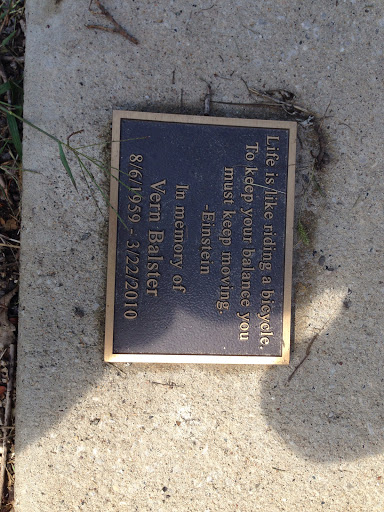 Life is like riding a bicycle.
To keep your balance you
must keep moving.
-Einstein
In memory of
Vern Balster
8/6/1959 - 3/22/2010